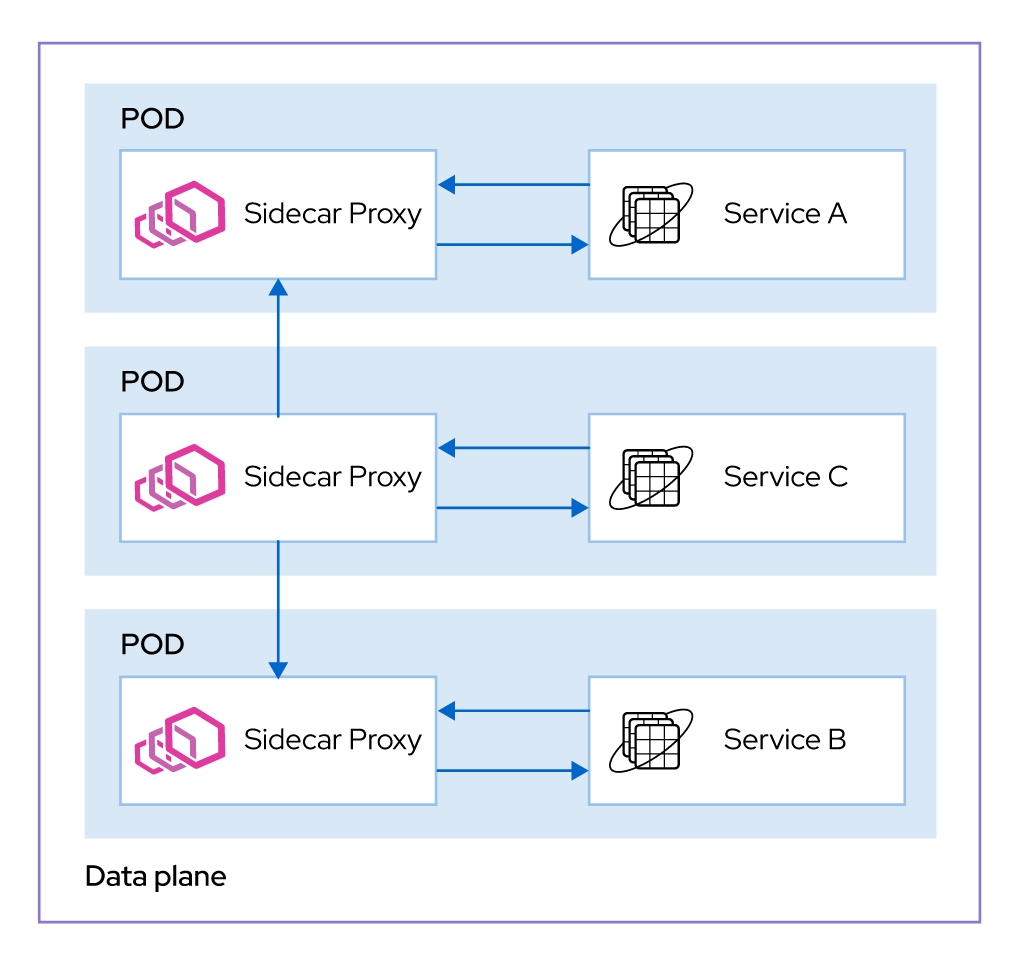 POD
Sidecar Proxy
Service A
POD
Sidecar Proxy
Service C
POD
Sidecar Proxy
Service B
Data plane